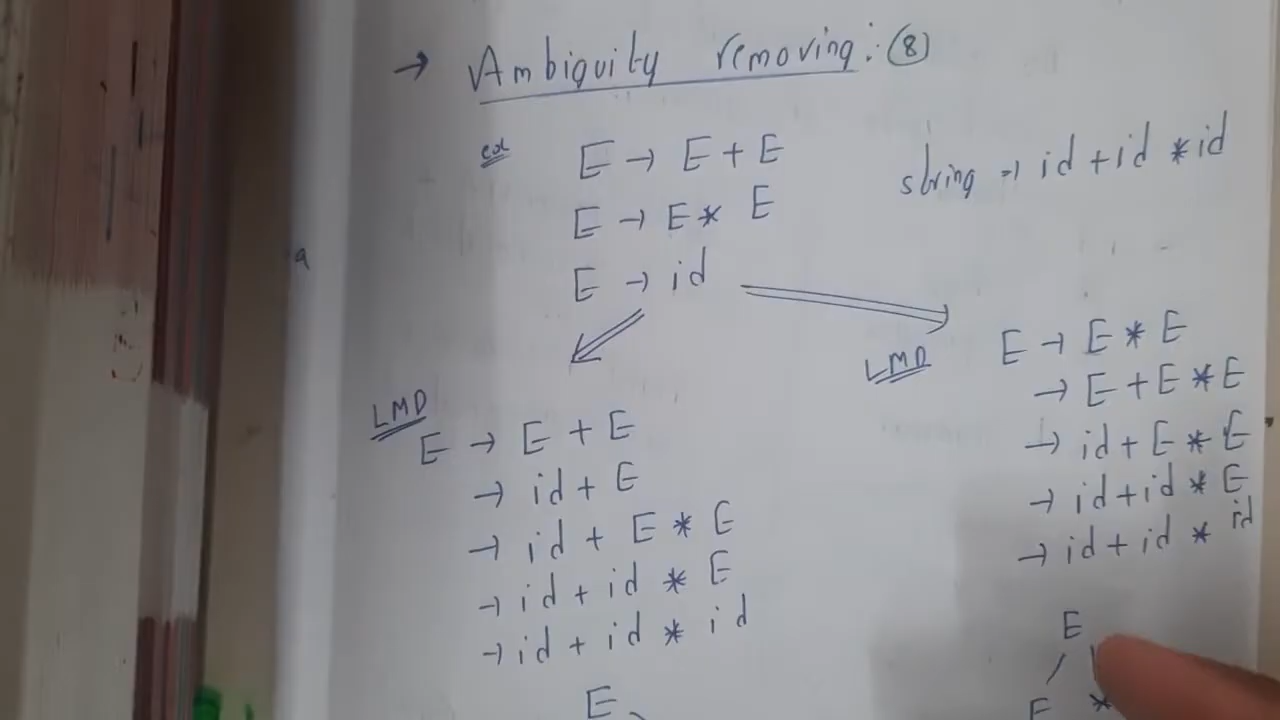 → Ambiguity removing: (8)
E → E + E
string → id + id * id
E → E * E
E → id
LMD
E → E + E
→ id + E
→ id + E * E
→ id + id * E
→ id + id * id
E
LMD
E → E * E
→ E + E * E
→ id + E * E
→ id + id * E
→ id + id * id
E
E *